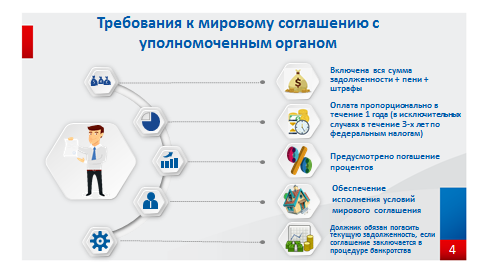 Требования к мировому соглашению с
уполномоченным органом
Включена вся сумма
задолженности + пени +
штрафы
Оплата пропорционально в
течение 1 года (в исключительных
случаях в течение 3-х лет по
федеральным налогам)
Предусмотрено погашение
процентов
Обеспечение
исполнения условий
мирового соглашения
Должник обязан погасить
текущую задолженность, если
соглашение заключается в
процедуре банкротства
4